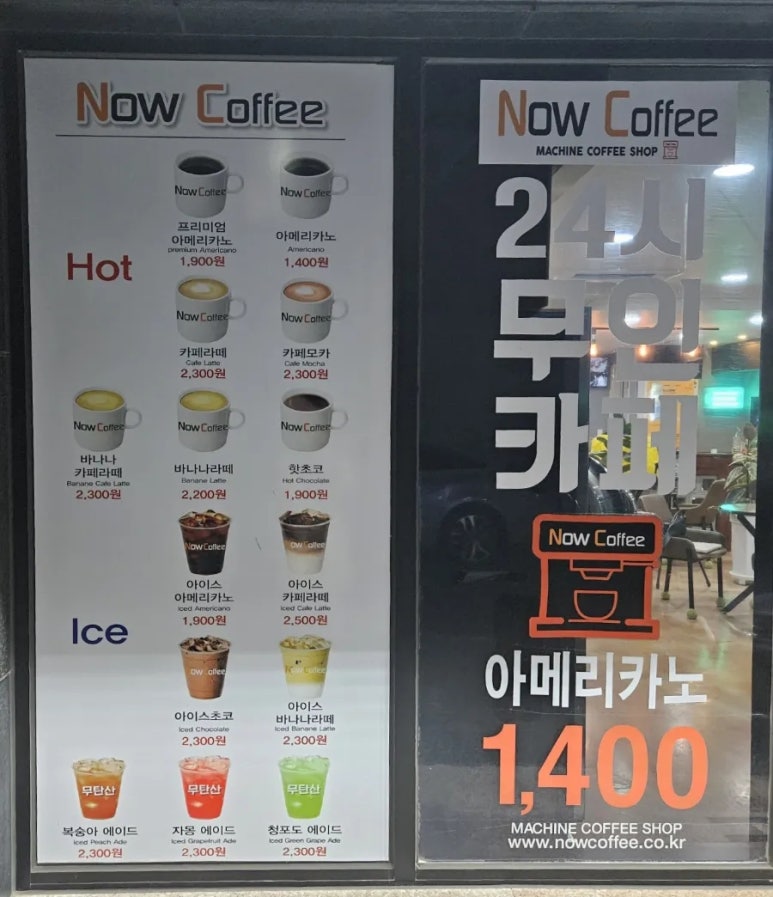 Now Coffee
Hot
Now Coffee
Now Coffee
프리미엄
아메리카노
premium Americano
1,900원
아메리카노
Americano
1,400원
Now Coffee
Now Coffee
카페라떼
Cafe Latte
2,300원
카페모카
Cafe Mocha
2,300원
Now Coffee
Now Coffee
Now Coffee
바나나
카페라떼
Banane Cafe Latte
2,300원
바나나라떼
Banane Latte
2,200원
핫초코
Hot Chocolate
1,900원
Ice
Now Coffee
ow Coffee
아이스
아메리카노
Iced Americano
1,900원
아이스
카페라떼
Iced Cafe Latte
2,500원
ow Coffee
Now Coffee
아이스초코
Iced Chocolate
2,300원
아이스
바나나라떼
Iced Banane Latte
2,300원
무탄산
무탄산
무탄산
복숭아 에이드
Iced Peach Ade
2,300원
자몽 에이드
Iced Grapefruit Ade
2,300원
청포도 에이드
Iced Green Grape Ade
2,300원
Now Coffee
MACHINE COFFEE SHOP
24시
무인
카페
Now Coffee
아메리카노
1,400
MACHINE COFFEE SHOP
www.nowcoffee.co.kr